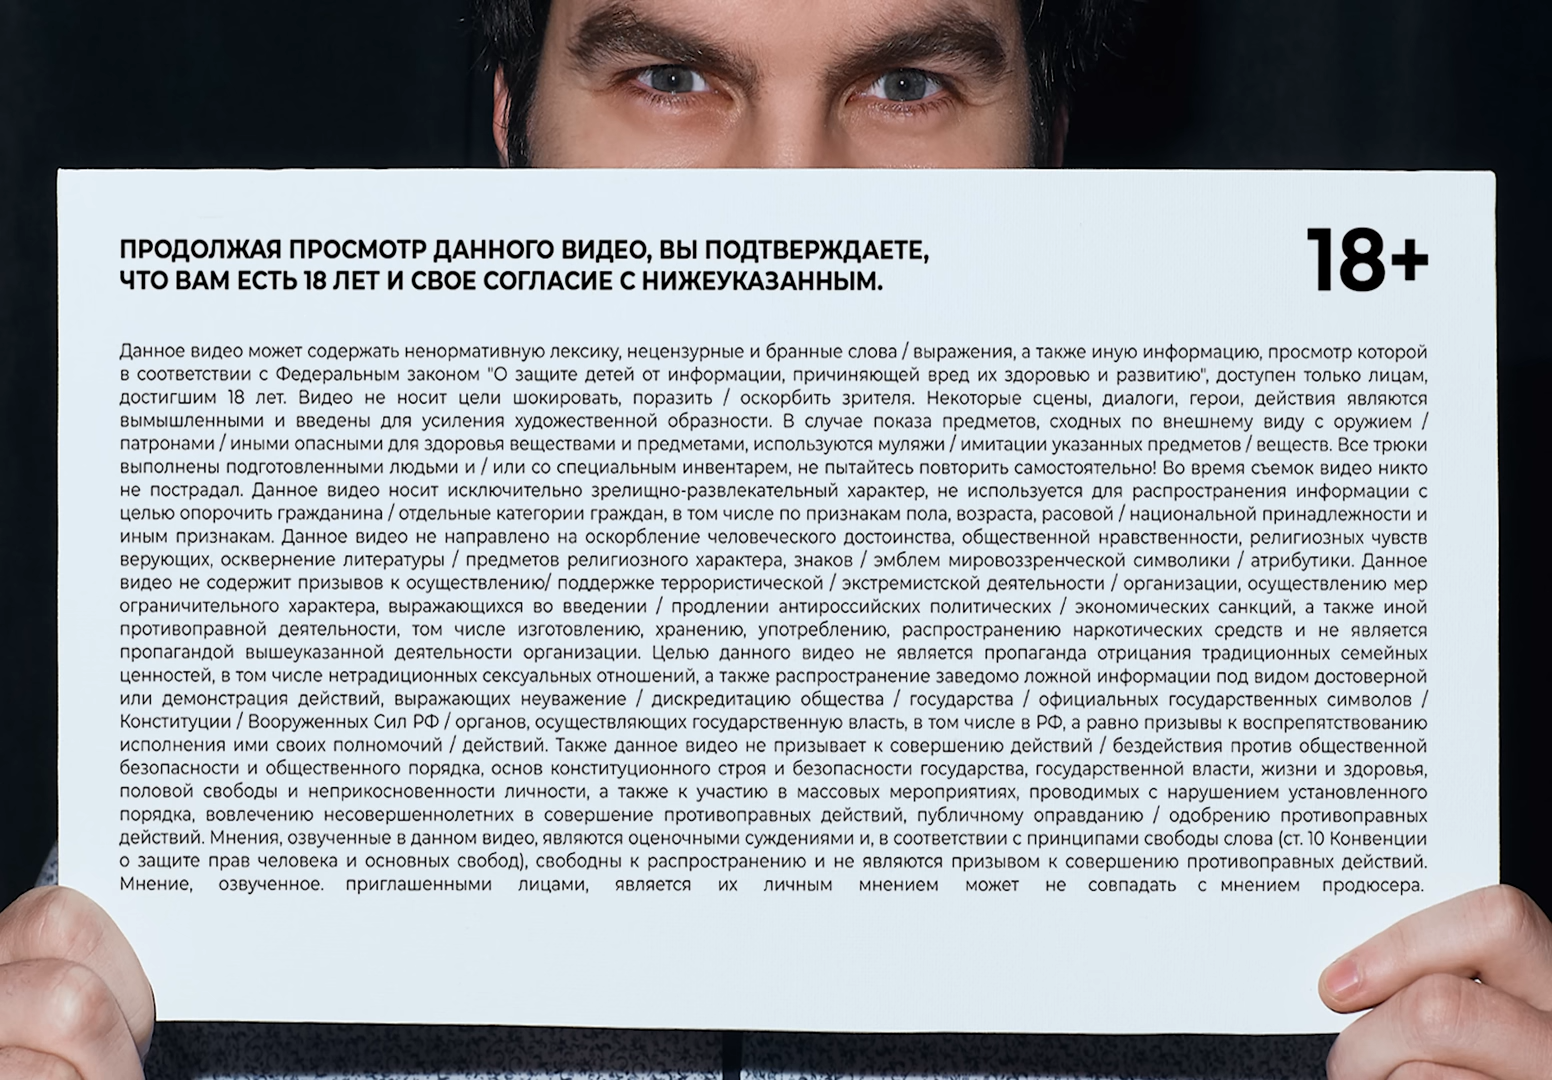 ПРОДОЛЖАЯ ПРОСМОТР ДАННОГО ВИДЕО, ВЫ ПОДТВЕРЖДАЕТЕ,
ЧТО ВАМ ЕСТЬ 18 ЛЕТ И СВОЕ СОГЛАСИЕ С НИЖЕУКАЗАННЫМ.
18+
Данное видео может содержать ненормативную лексику, нецензурные и бранные слова / выражения, а также иную информацию, просмотр которой
в соответствии с Федеральным законом "О защите детей от информации, причиняющей вред их здоровью и развитию", доступен только лицам,
достигшим 18 лет. Видео не носит цели шокировать, поразить / оскорбить зрителя. Некоторые сцены, диалоги, герои, действия являются
вымышленными и введены для усиления художественной образности. В случае показа предметов, сходных по внешнему виду с оружием /
патронами / иными опасными для здоровья веществами и предметами, используются муляжи / имитации указанных предметов / веществ. Все трюки
выполнены подготовленными людьми и / или со специальным инвентарем, не пытайтесь повторить самостоятельно! Во время съемок видео никто
не пострадал. Данное видео носит исключительно зрелищно-развлекательный характер, не используется для распространения информации с
целью опорочить гражданина / отдельные категории граждан, в том числе по признакам пола, возраста, расовой / национальной принадлежности и
иным признакам. Данное видео не направлено на оскорбление человеческого достоинства, общественной нравственности, религиозных чувств
верующих, осквернение литературы / предметов религиозного характера, знаков / эмблем мировоззренческой символики / атрибутики. Данное
видео не содержит призывов к осуществлению/ поддержке террористической / экстремистской деятельности / организации, осуществлению мер
ограничительного характера, выражающихся во введении / продлении антироссийских политических / экономических санкций, а также иной
противоправной деятельности, том числе изготовлению, хранению, употреблению, распространению наркотических средств и не является
пропагандой вышеуказанной деятельности организации. Целью данного видео не является пропаганда отрицания традиционных семейных
ценностей, в том числе нетрадиционных сексуальных отношений, а также распространение заведомо ложной информации под видом достоверной
или демонстрация действий, выражающих неуважение / дискредитацию общества / государства / официальных государственных символов /
Конституции / Вооруженных Сил РФ / органов, осуществляющих государственную власть, в том числе в РФ, а равно призывы к воспрепятствованию
исполнения ими своих полномочий / действий. Также данное видео не призывает к совершению действий / бездействия против общественной
безопасности и общественного порядка, основ конституционного строя и безопасности государства, государственной власти, жизни и здоровья,
половой свободы и неприкосновенности личности, а также к участию в массовых мероприятиях, проводимых с нарушением установленного
порядка, вовлечению несовершеннолетних в совершение противоправных действий, публичному оправданию / одобрению противоправных
действий. Мнения, озвученные в данном видео, являются оценочными суждениями и, в соответствии с принципами свободы слова (ст. 10 Конвенции
о защите прав человека и основных свобод), свободны к распространению и не являются призывом к совершению противоправных действий.
Мнение, озвученное. приглашенными лицами, является их личным мнением может не совпадать с мнением продюсера.